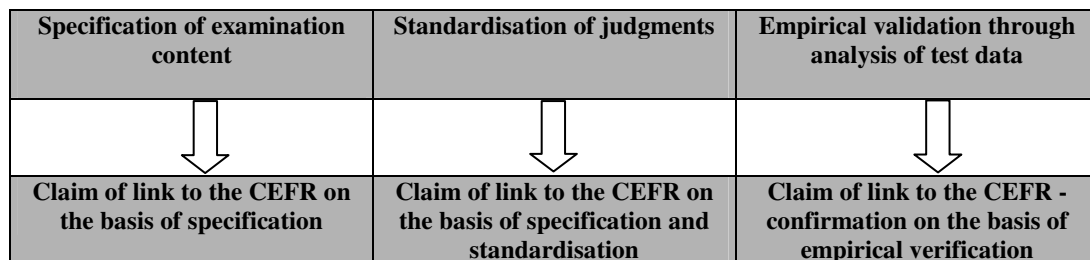 Specification of examination
content
Standardisation of judgments
Empirical validation through
analysis of test data
Claim of link to the CEFR on
the basis of specification
Claim of link to the CEFR on
the basis of specification and
standardisation
Claim of link to the CEFR -
confirmation on the basis of
empirical verification